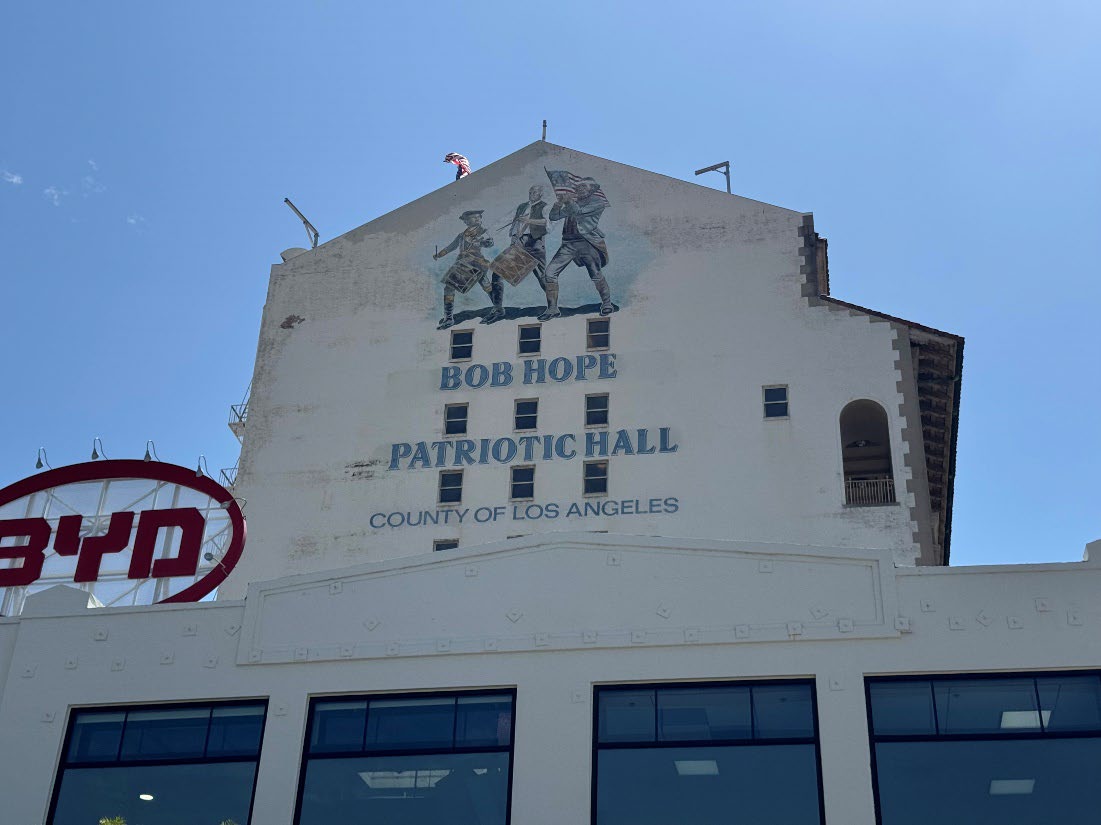 BOB HOPE
PATRIOTIC HALL
COUNTY OF LOS ANGELES
BYD